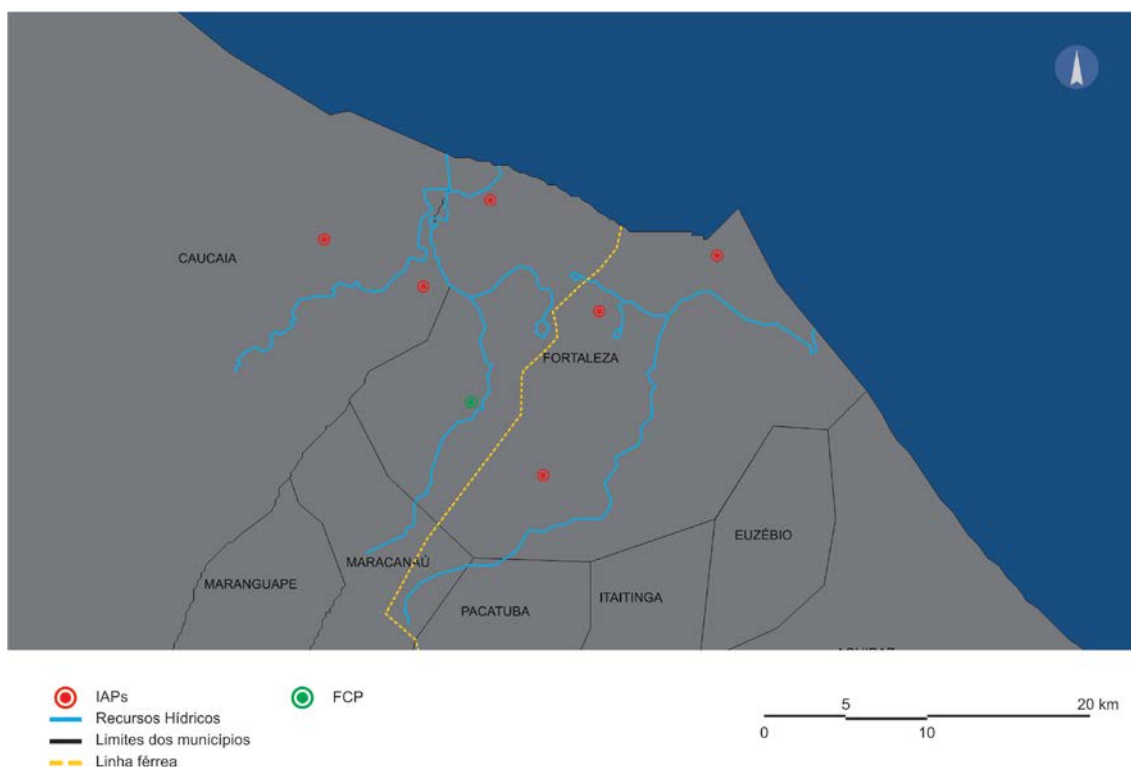 CAUCAIA
FORTALEZA
EUZÉBIO
MARACANAÚ
MARANGUAPE
PACATUBA
ITAITINGA
IAPs
FCP
Recursos Hídricos
Limites dos municípios
Linha férrea
5
20 km
0
10